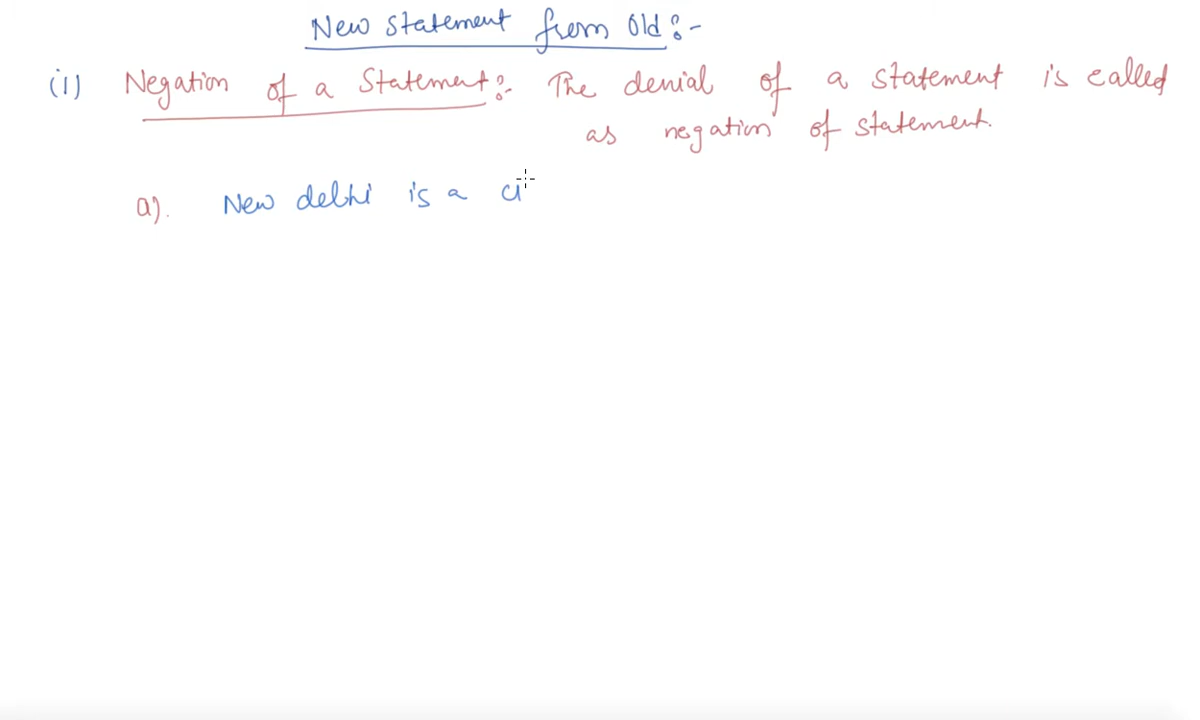 New statement from old :-
(i) Negation of a Statement :- The denial of a statement is called
as negation of statement.
a). New delhi is a ci